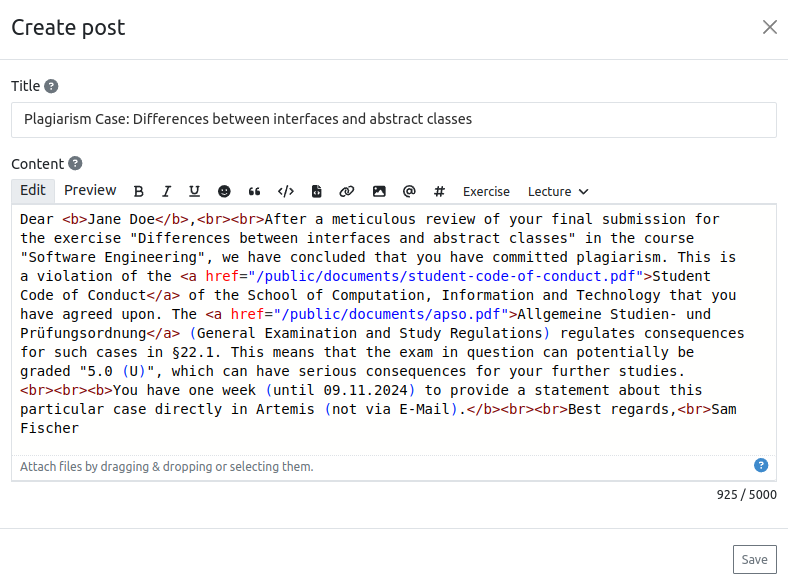 Create post
Title
Plagiarism Case: Differences between interfaces and abstract classes
Content
Edit Preview B I U Exercise Lecture
Dear <b>Jane Doe</b>,<br><br>After a meticulous review of your final submission for
the exercise "Differences between interfaces and abstract classes" in the course
"Software Engineering", we have concluded that you have committed plagiarism. This is
a violation of the <a href="/public/documents/student-code-of-conduct.pdf">Student
Code of Conduct</a> of the School of Computation, Information and Technology that you
have agreed upon. The <a href="/public/documents/apso.pdf">Allgemeine Studien- und
Prüfungsordnung</a> (General Examination and Study Regulations) regulates consequences
for such cases in §22.1. This means that the exam in question can potentially be
graded "5.0 (U)", which can have serious consequences for your further studies.
<br><br><b>You have one week (until 09.11.2024) to provide a statement about this
particular case directly in Artemis (not via E-Mail).</b><br><br>Best regards,<br>Sam
Fischer
Attach files by dragging & dropping or selecting them.
925 / 5000
Save